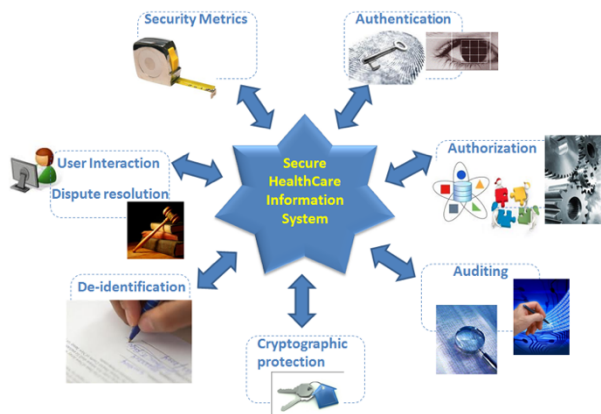 Security Metrics
Authentication
User Interaction
Dispute resolution
Secure
HealthCare
Information
System
Authorization
De-identification
Auditing
Cryptographic
protection